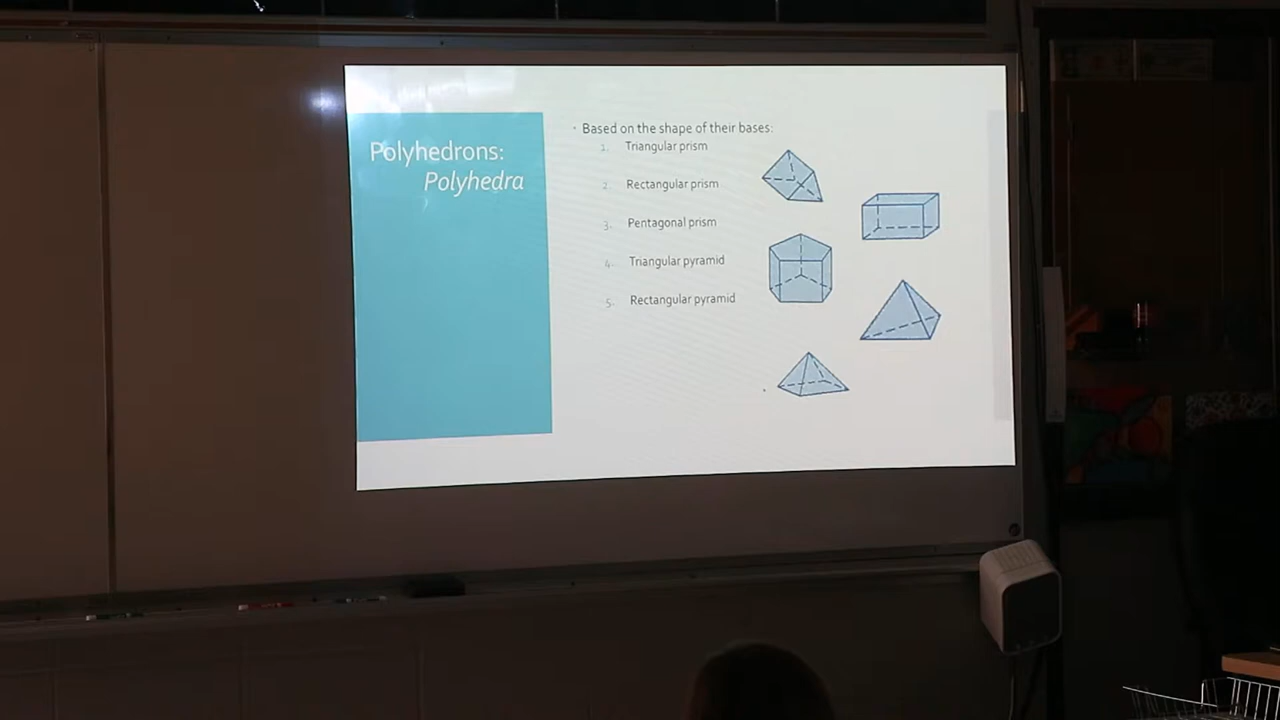 Polyhedrons:
Polyhedra
Based on the shape of their bases:
1. Triangular prism
2. Rectangular prism
3. Pentagonal prism
4. Triangular pyramid
5. Rectangular pyramid